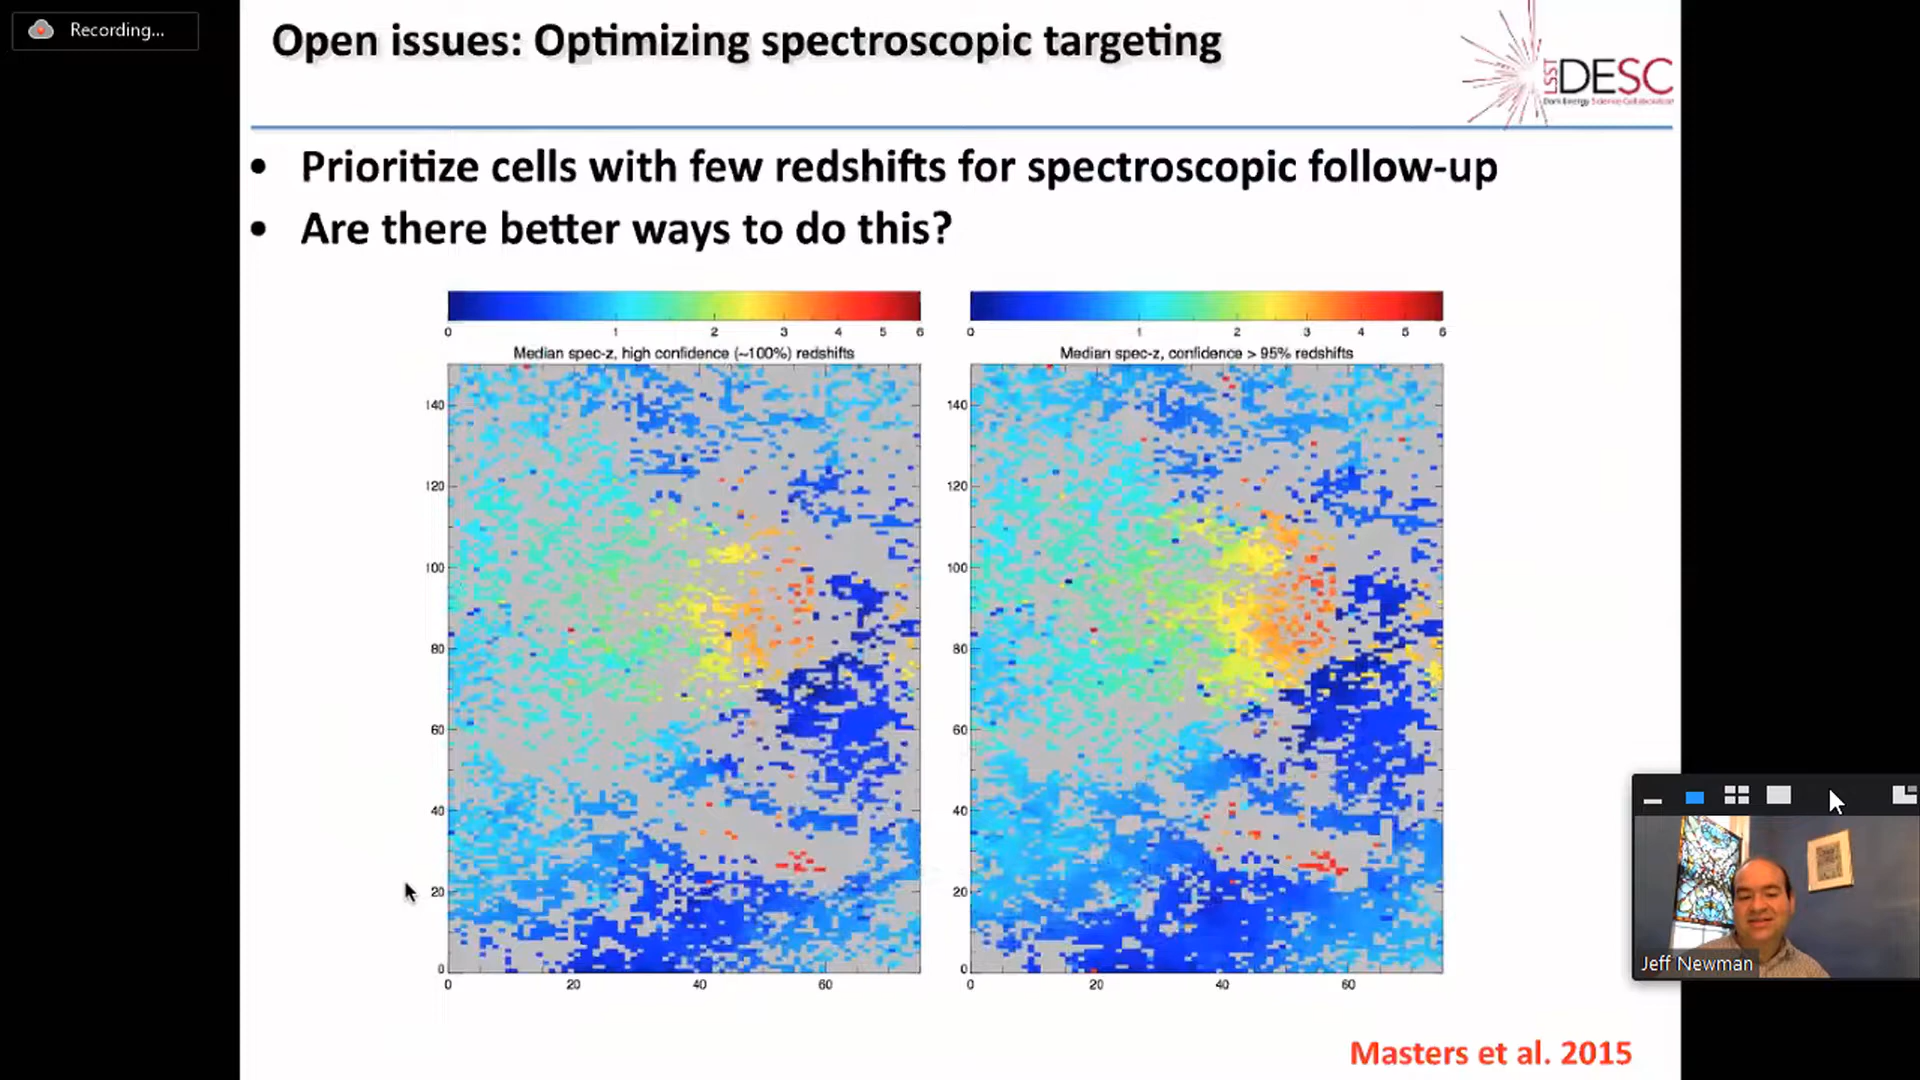 Recording...
Open issues: Optimizing spectroscopic targeting
LSST
DESC
Dark Energy Science Collaboration
• Prioritize cells with few redshifts for spectroscopic follow-up
• Are there better ways to do this?
0 1 2 3 4 5 6
Median spec-z, high confidence (~100%) redshifts
140
120
100
80
60
40
20
0
0 20 40 60
0 1 2 3 4 5 6
Median spec-z, confidence > 95% redshifts
140
120
100
80
60
40
20
0
0 20 40 60
Jeff Newman
Masters et al. 2015